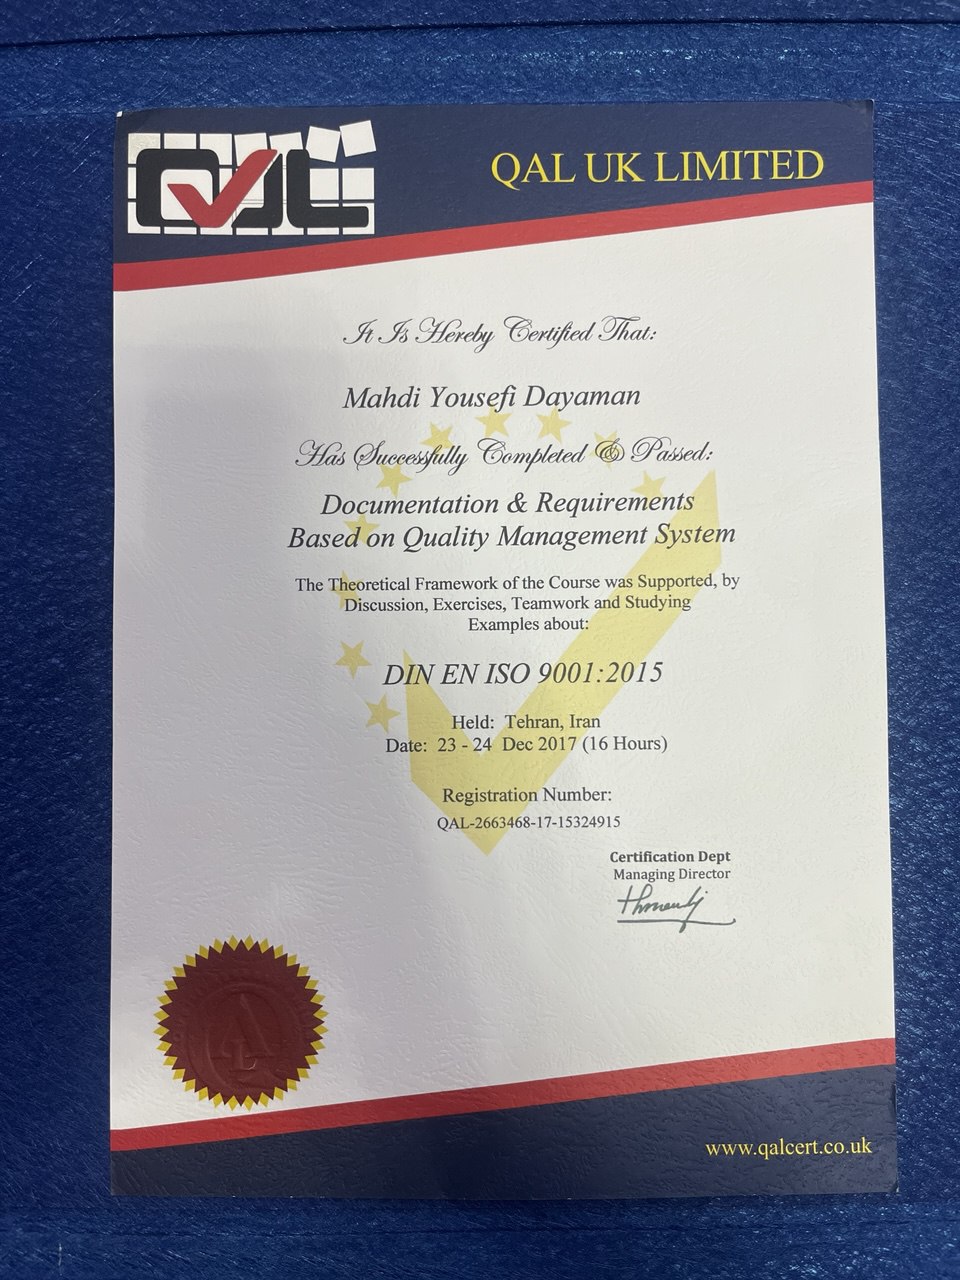 QAL
QAL UK LIMITED
It Is Hereby Certified That:
Mahdi Yousefi Dayaman
Has Successfully Completed & Passed:
Documentation & Requirements
Based on Quality Management System
The Theoretical Framework of the Course was Supported, by
Discussion, Exercises, Teamwork and Studying
Examples about:
DIN EN ISO 9001:2015
Held: Tehran, Iran
Date: 23 - 24 Dec 2017 (16 Hours)
Registration Number:
QAL-2663468-17-15324915
Certification Dept
Managing Director
www.qalcert.co.uk